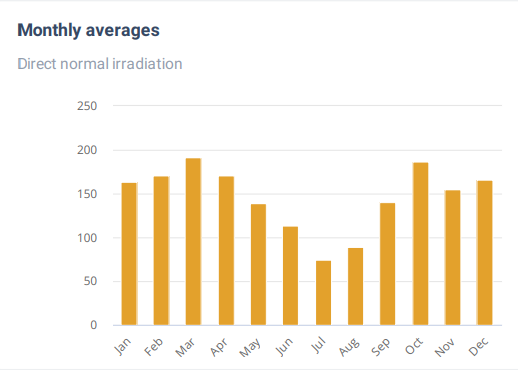 Monthly averages
Direct normal irradiation
250
200
150
100
50
0
Jan Feb Mar Apr May Jun Jul Aug Sep Oct Nov Dec